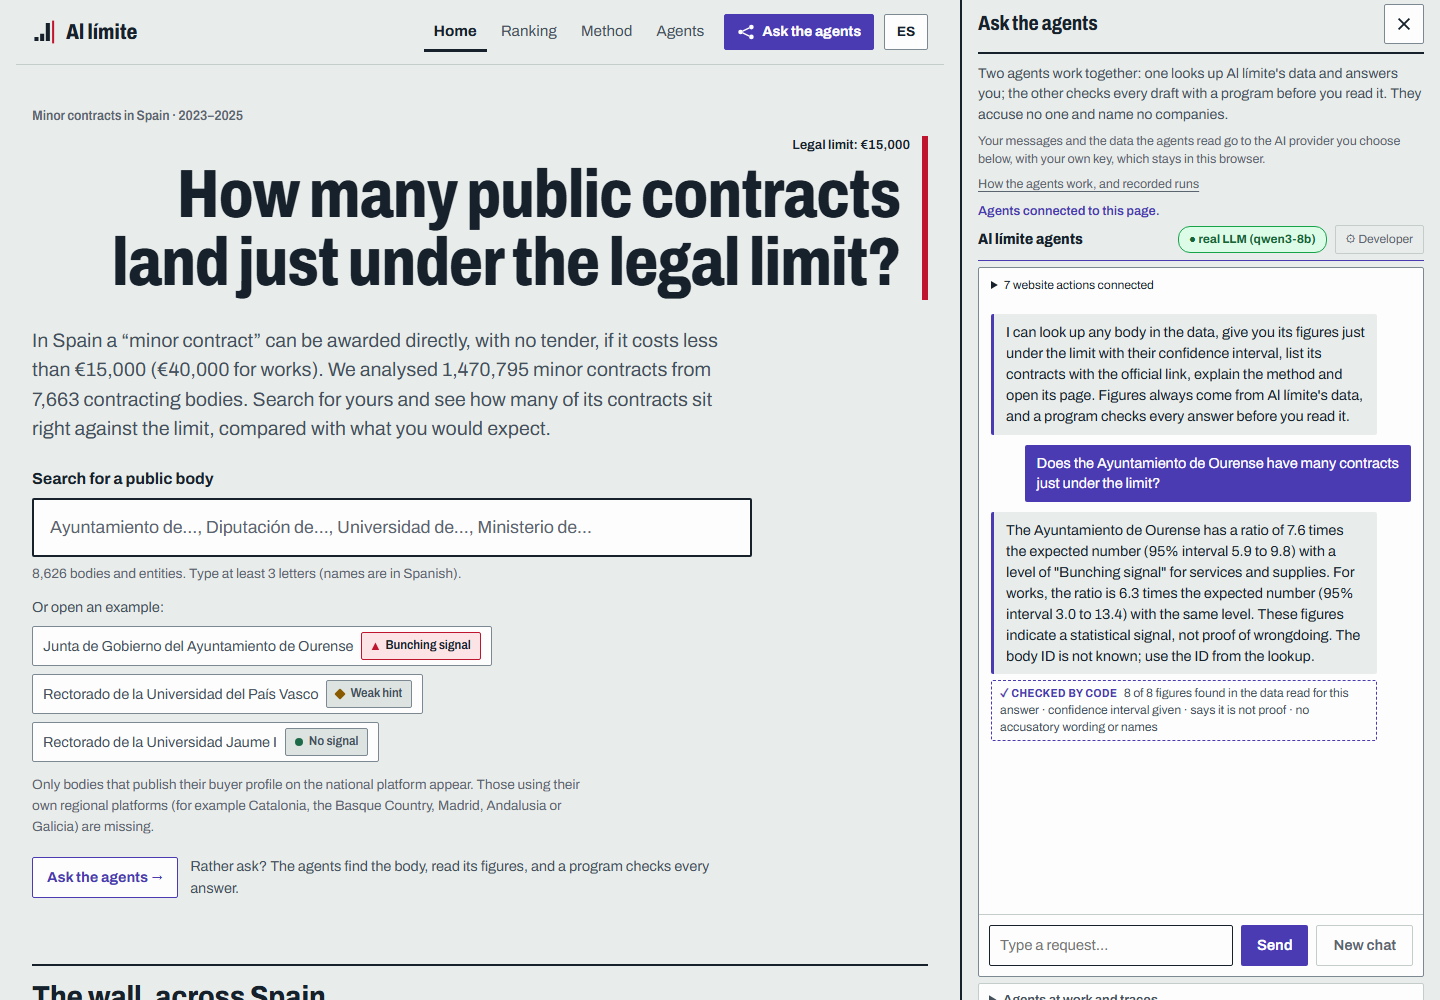 Al límite
Home Ranking Method Agents Ask the agents ES
Minor contracts in Spain · 2023–2025
Legal limit: €15,000
How many public contracts
land just under the legal limit?
In Spain a “minor contract” can be awarded directly, with no tender, if it costs less
than €15,000 (€40,000 for works). We analysed 1,470,795 minor contracts from
7,663 contracting bodies. Search for yours and see how many of its contracts sit
right against the limit, compared with what you would expect.
Search for a public body
Ayuntamiento de..., Diputación de..., Universidad de..., Ministerio de...
8,626 bodies and entities. Type at least 3 letters (names are in Spanish).
Or open an example:
Junta de Gobierno del Ayuntamiento de Ourense ▲ Bunching signal
Rectorado de la Universidad del País Vasco ◆ Weak hint
Rectorado de la Universidad Jaume I ● No signal
Only bodies that publish their buyer profile on the national platform appear. Those using their
own regional platforms (for example Catalonia, the Basque Country, Madrid, Andalusia or
Galicia) are missing.
Ask the agents →
Rather ask? The agents find the body, read its figures, and a program checks every
answer.
The wall, across Spain
Ask the agents ✕
Two agents work together: one looks up Al límite's data and answers
you; the other checks every draft with a program before you read it. They
accuse no one and name no companies.
Your messages and the data the agents read go to the AI provider you choose
below, with your own key, which stays in this browser.
How the agents work, and recorded runs
Agents connected to this page.
Al límite agents ● real LLM (qwen3-8b) ⚙ Developer
▶ 7 website actions connected
I can look up any body in the data, give you its figures just
under the limit with their confidence interval, list its
contracts with the official link, explain the method and
open its page. Figures always come from Al límite's data,
and a program checks every answer before you read it.
Does the Ayuntamiento de Ourense have many contracts
just under the limit?
The Ayuntamiento de Ourense has a ratio of 7.6 times
the expected number (95% interval 5.9 to 9.8) with a
level of "Bunching signal" for services and supplies. For
works, the ratio is 6.3 times the expected number (95%
interval 3.0 to 13.4) with the same level. These figures
indicate a statistical signal, not proof of wrongdoing. The
body ID is not known; use the ID from the lookup.
✓ CHECKED BY CODE 8 of 8 figures found in the data read for this
answer · confidence interval given · says it is not proof · no
accusatory wording or names
Type a request... Send New chat
▶ Agents at work and traces